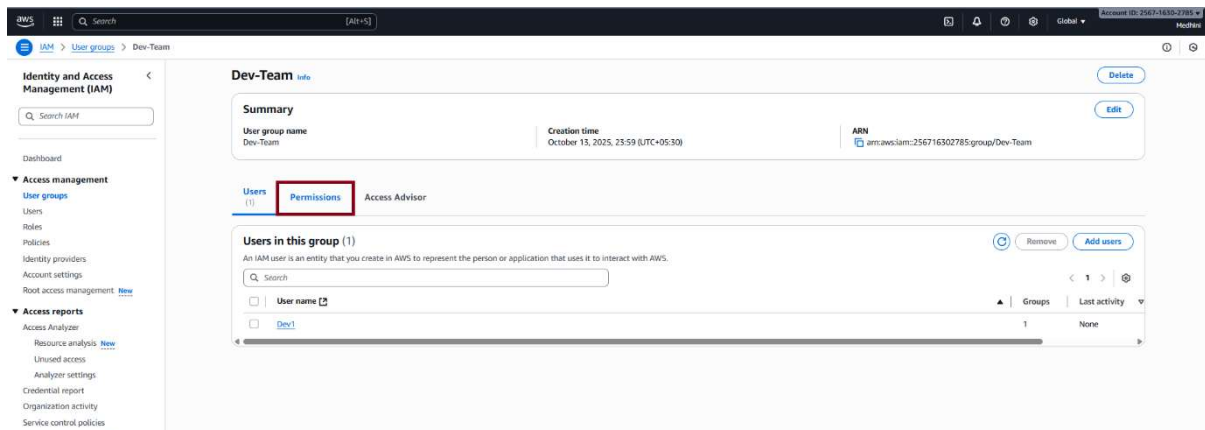 aws
Search
[Alt+S]
Global
Account ID: 2567-1630-2785
Medhini
IAM > User groups > Dev-Team
Identity and Access Management (IAM)
Search IAM
Dashboard
Access management
User groups
Users
Roles
Policies
Identity providers
Account settings
Root access management New
Access reports
Access Analyzer
Resource analysis New
Unused access
Analyzer settings
Credential report
Organization activity
Service control policies
Dev-Team Info
Delete
Summary
Edit
User group name
Dev-Team
Creation time
October 13, 2025, 23:59 (UTC+05:30)
ARN
arn:aws:iam::256716302785:group/Dev-Team
Users (1)
Permissions
Access Advisor
Users in this group (1)
Remove
Add users
An IAM user is an entity that you create in AWS to represent the person or application that uses it to interact with AWS.
Search
1
User name
Groups
Last activity
Dev1
1
None